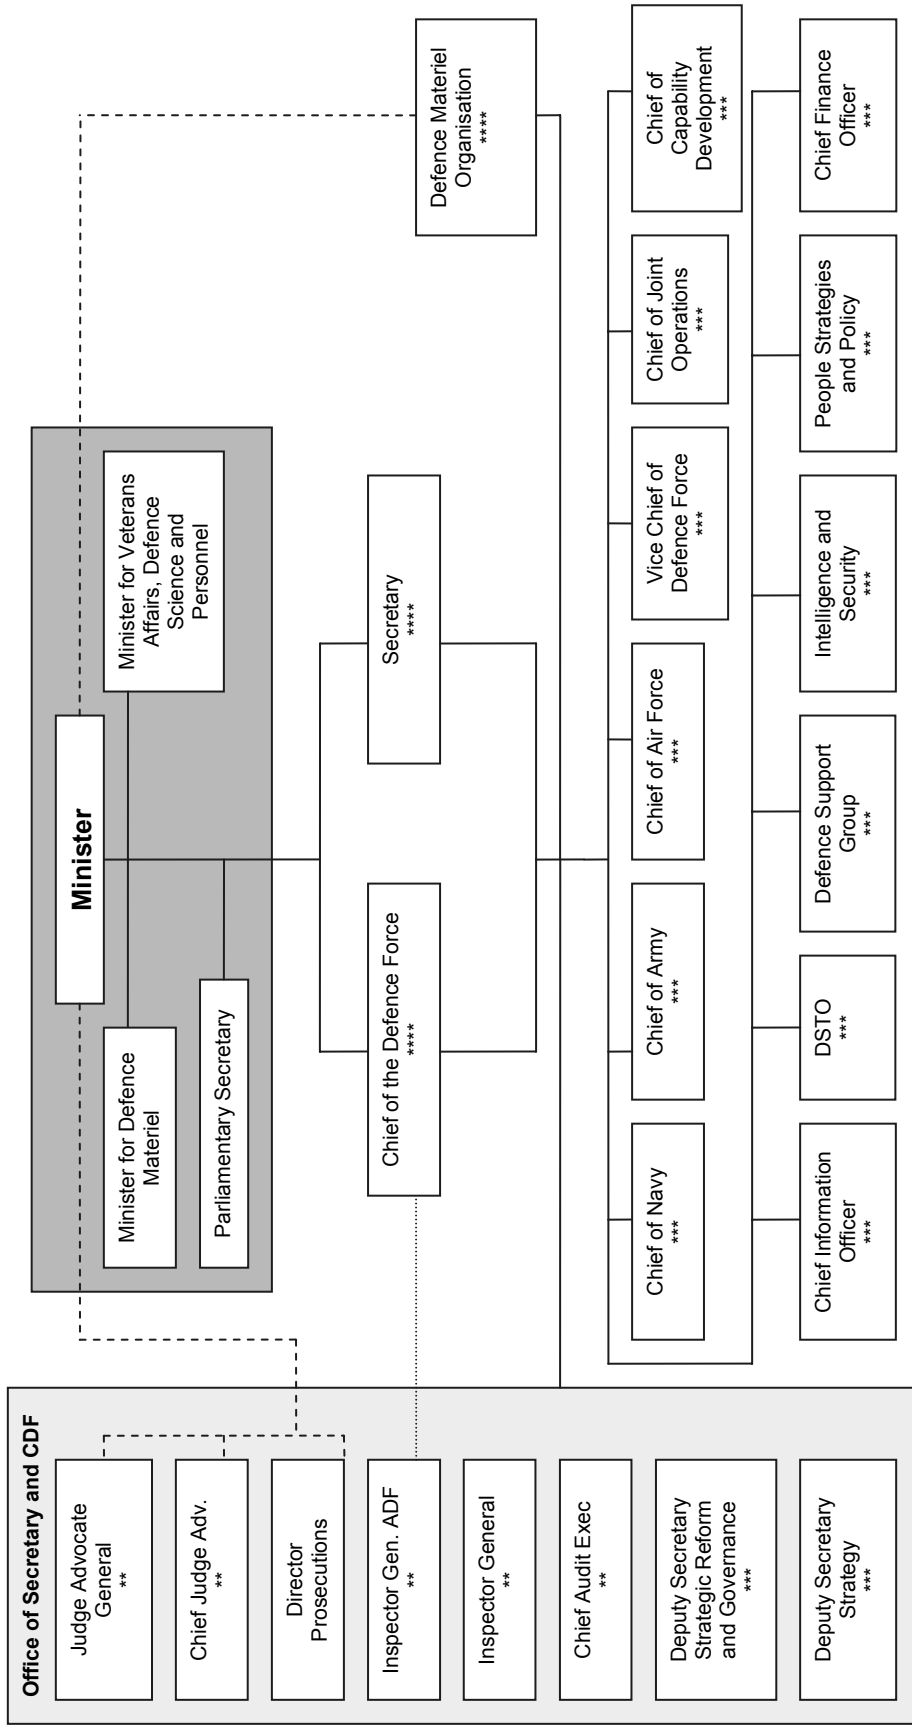 Office of Secretary and CDF
Judge Advocate
General
**
Chief Judge Adv.
**
Director
Prosecutions
Inspector Gen. ADF
**
Inspector General
**
Chief Audit Exec
**
Deputy Secretary
Strategic Reform
and Governance
***
Deputy Secretary
Strategy
***
Minister
Minister for Defence
Materiel
Minister for Veterans
Affairs, Defence
Science and
Personnel
Parliamentary Secretary
Chief of the Defence Force
****
Secretary
****
Defence Materiel
Organisation
****
Chief of Navy
***
Chief of Army
***
Chief of Air Force
***
Vice Chief of
Defence Force
***
Chief of Joint
Operations
***
Chief of
Capability
Development
***
Chief Information
Officer
***
DSTO
***
Defence Support
Group
***
Intelligence and
Security
***
People Strategies
and Policy
***
Chief Finance
Officer
***